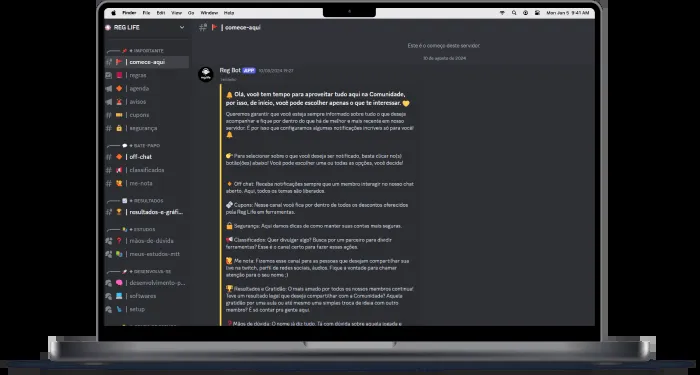 Finder File Edit View Go Window Help
Mon Jun 5 9:41 AM
REG LIFE
IMPORTANTE
| comece-aqui
| regras
| agenda
| avisos
| cupons
| segurança
BATE PAPO
| off-chat
| classificados
| me-nota
RESULTADOS
| resultados-e-gráfi...
ESTUDOS
| mãos-de-dúvida
| meus-estudos-mtt
DESENVOLVA-SE
| desenvolvimento-p...
| softwares
| setup
| comece-aqui
Este é o começo deste servidor!
Reg Bot APP
Olá, você tem tempo para aproveitar tudo aqui na Comunidade,
por isso, de início, você pode escolher apenas o que te interessar.
Queremos garantir que você esteja sempre informado sobre tudo o que deseja
acompanhar e fique por dentro do que há de melhor e mais recente em nosso
servidor. É por isso que configuramos algumas notificações incríveis só para você!
Para selecionar sobre o que você deseja ser notificado, basta clicar no(s)
botão(ões) abaixo! Você pode escolher uma ou todas as opções, você decide!
Off chat: Receba notificações sempre que um membro interagir no nosso chat
aberto. Aqui, todos os temas são liberados.
Cupons: Nesse canal você fica por dentro de todos os descontos oferecidos
pela Reg Life em ferramentas.
Segurança: Aqui damos dicas de como manter suas contas mais seguras.
Classificados: Quer divulgar algo? Busca por um parceiro para dividir
ferramentas? Esse é o canal certo para fazer essas ações.
Me nota: Fizemos esse canal para as pessoas que desejam compartilhar sua
live na twitch, perfil de redes sociais, áudios. Fique à vontade para chamar
atenção para o seu nome ;)
Resultados e Gratidão: O mais amado por todos os nossos membros continua!
Teve um resultado legal que deseja compartilhar com a Comunidade? Aquela
gratidão por uma aula ou até mesmo uma simples troca de ideia com outro
membro? É só contar pra gente aqui.
Mãos de dúvida: O nome já diz tudo. Tá com dúvida sobre aquela jogada e